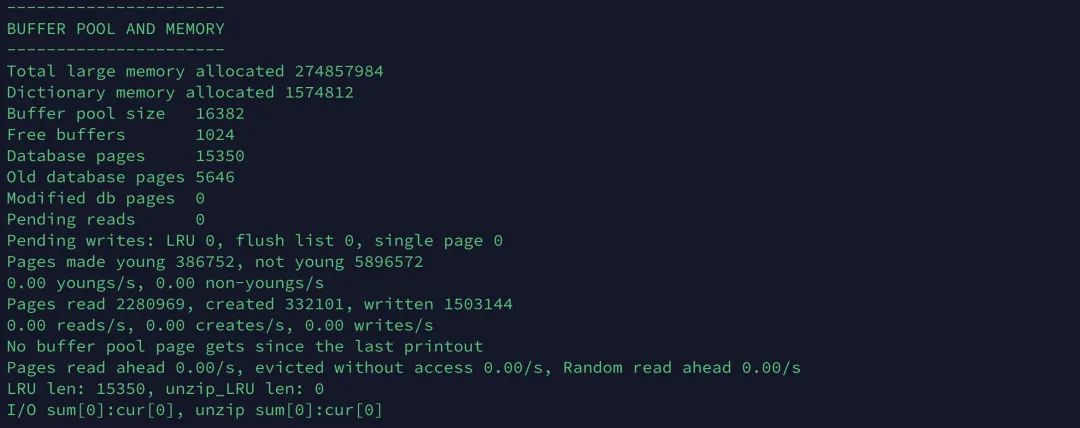 ----------------------
BUFFER POOL AND MEMORY
----------------------
Total large memory allocated 274857984
Dictionary memory allocated 1574812
Buffer pool size   16382
Free buffers       1024
Database pages     15350
Old database pages 5646
Modified db pages  0
Pending reads      0
Pending writes: LRU 0, flush list 0, single page 0
Pages made young 386752, not young 5896572
0.00 youngs/s, 0.00 non-youngs/s
Pages read 2280969, created 332101, written 1503144
0.00 reads/s, 0.00 creates/s, 0.00 writes/s
No buffer pool page gets since the last printout
Pages read ahead 0.00/s, evicted without access 0.00/s, Random read ahead 0.00/s
LRU len: 15350, unzip_LRU len: 0
I/O sum[0]:cur[0], unzip sum[0]:cur[0]